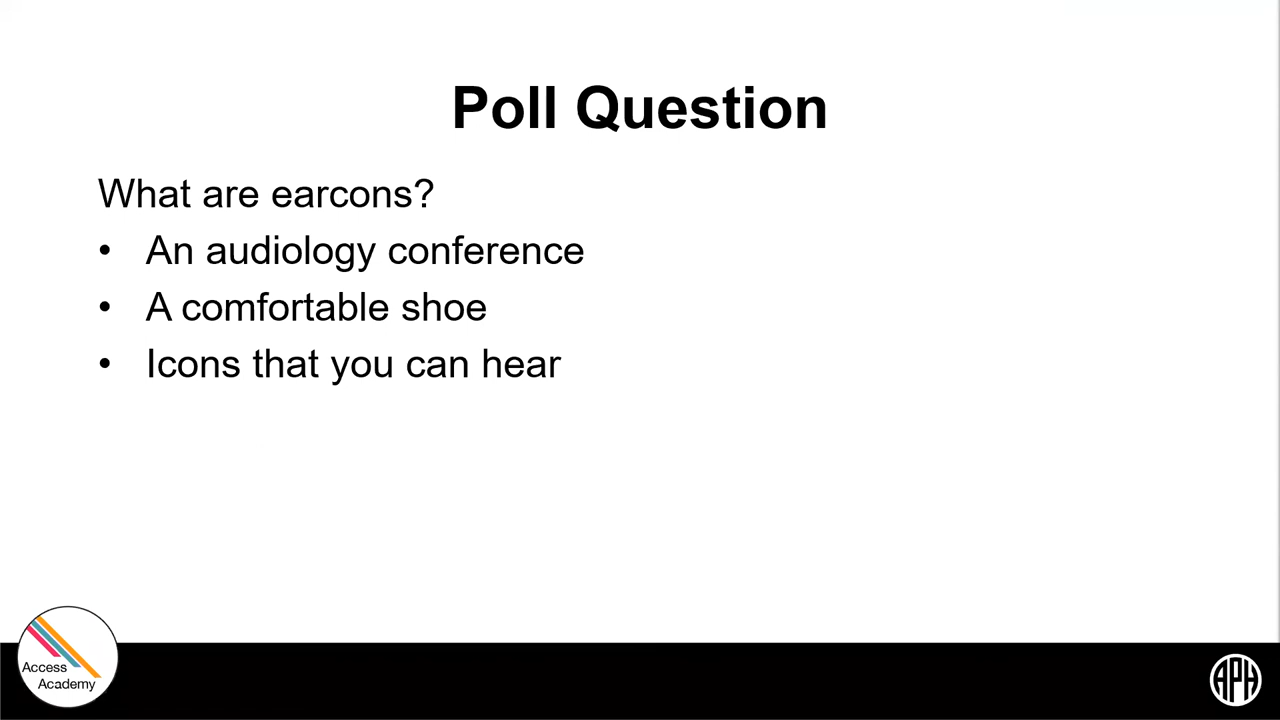 Poll Question
What are earcons?
• An audiology conference
• A comfortable shoe
• Icons that you can hear
Access
Academy
APH